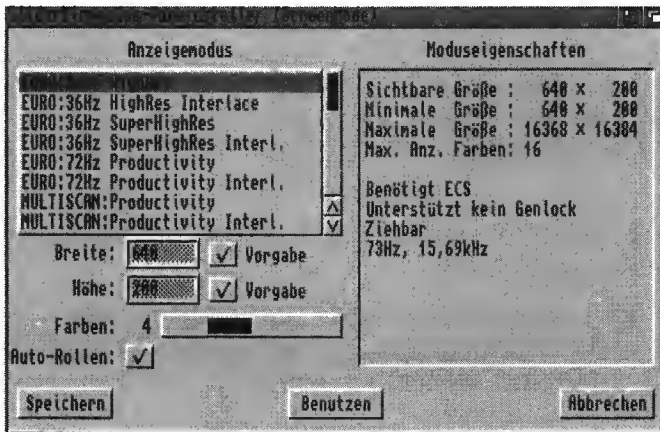 (ScreenMode)
Anzeigemodus
EURO:36Hz HighRes Interlace
EURO:36Hz SuperHighRes
EURO:36Hz SuperHighRes Interl.
EURO:72Hz Productivity
EURO:72Hz Productivity Interl.
MULTISCAN:Productivity
MULTISCAN:Productivity Interl.
Breite: 640 Vorgabe
Höhe: 200 Vorgabe
Farben: 4
Auto-Rollen:
Moduseigenschaften
Sichtbare Größe : 640 x 200
Minimale Größe : 640 x 200
Maximale Größe : 16368 x 16384
Max. Anz. Farben: 16
Benötigt ECS
Unterstützt kein Genlock
Ziehbar
73Hz, 15,69kHz
Speichern
Benutzen
Abbrechen